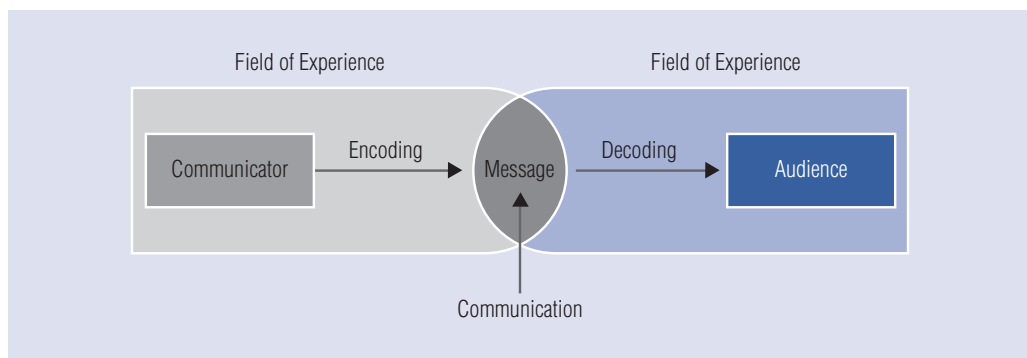 Field of Experience
Field of Experience
Communicator
Encoding
Message
Decoding
Audience
Communication